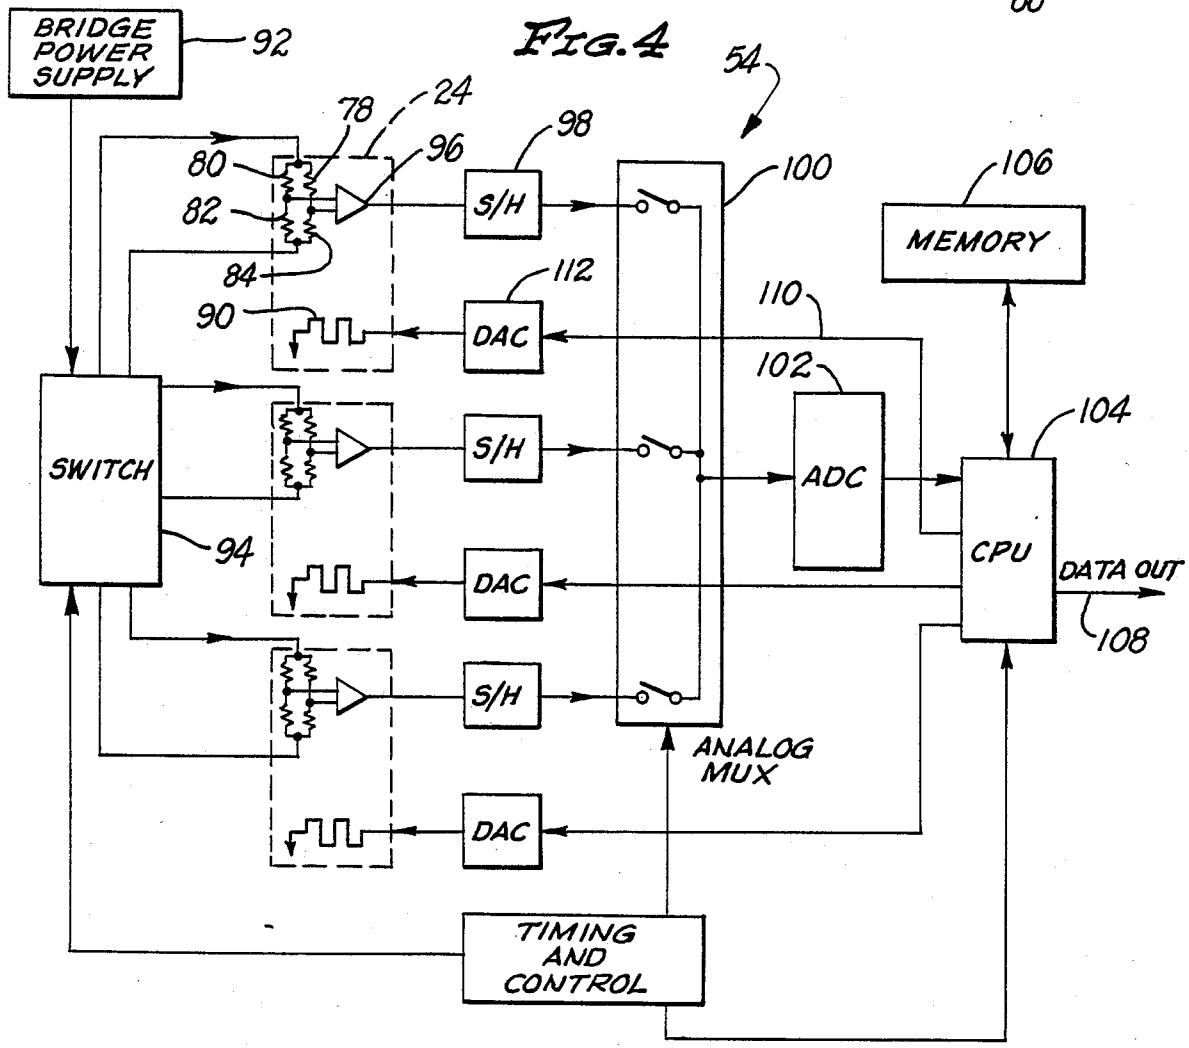 60
FIG.4
BRIDGE
POWER
SUPPLY
92
54
24
78
80
96
98
100
106
82
S/H
MEMORY
84
112
110
90
DAC
102
104
SWITCH
S/H
ADC
94
CPU
DAC
DATA OUT
108
S/H
ANALOG
MUX
DAC
TIMING
AND
CONTROL